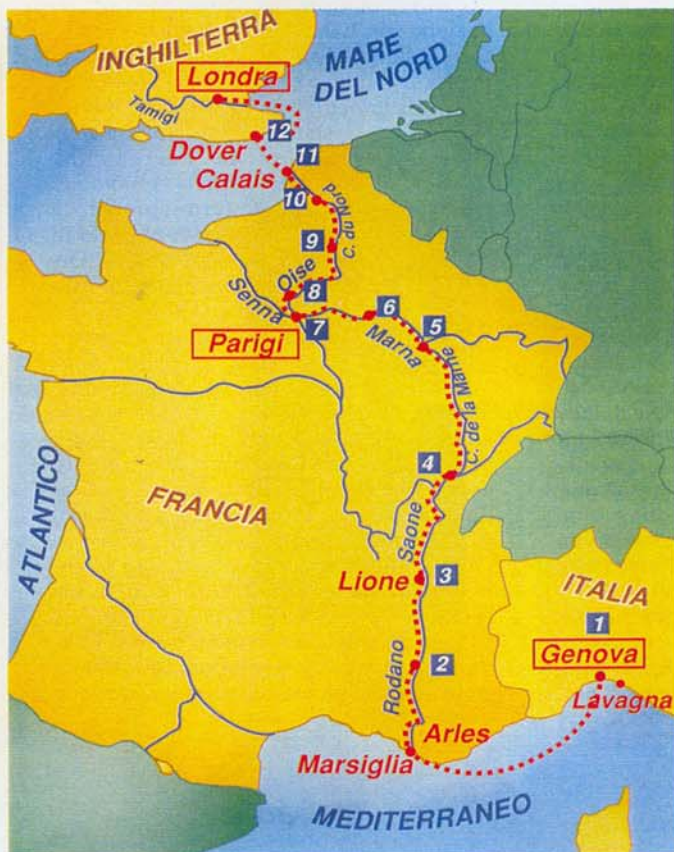 INGHILTERRA
MARE
DEL NORD
Londra
Tamigi
12
Dover
11
Calais
10
C. du Nord
9
Oise
8
Senna
6
7
Marna
5
Parigi
C. de la Marne
4
ATLANTICO
FRANCIA
Saone
Lione
3
ITALIA
1
Genova
2
Rodano
Lavagna
Arles
Marsiglia
MEDITERRANEO